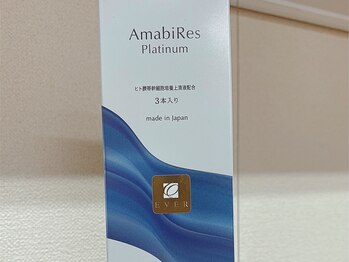 AmabiRes
Platinum
ヒト臍帯幹細胞培養上清液配合
3本入り
made in Japan
EVER